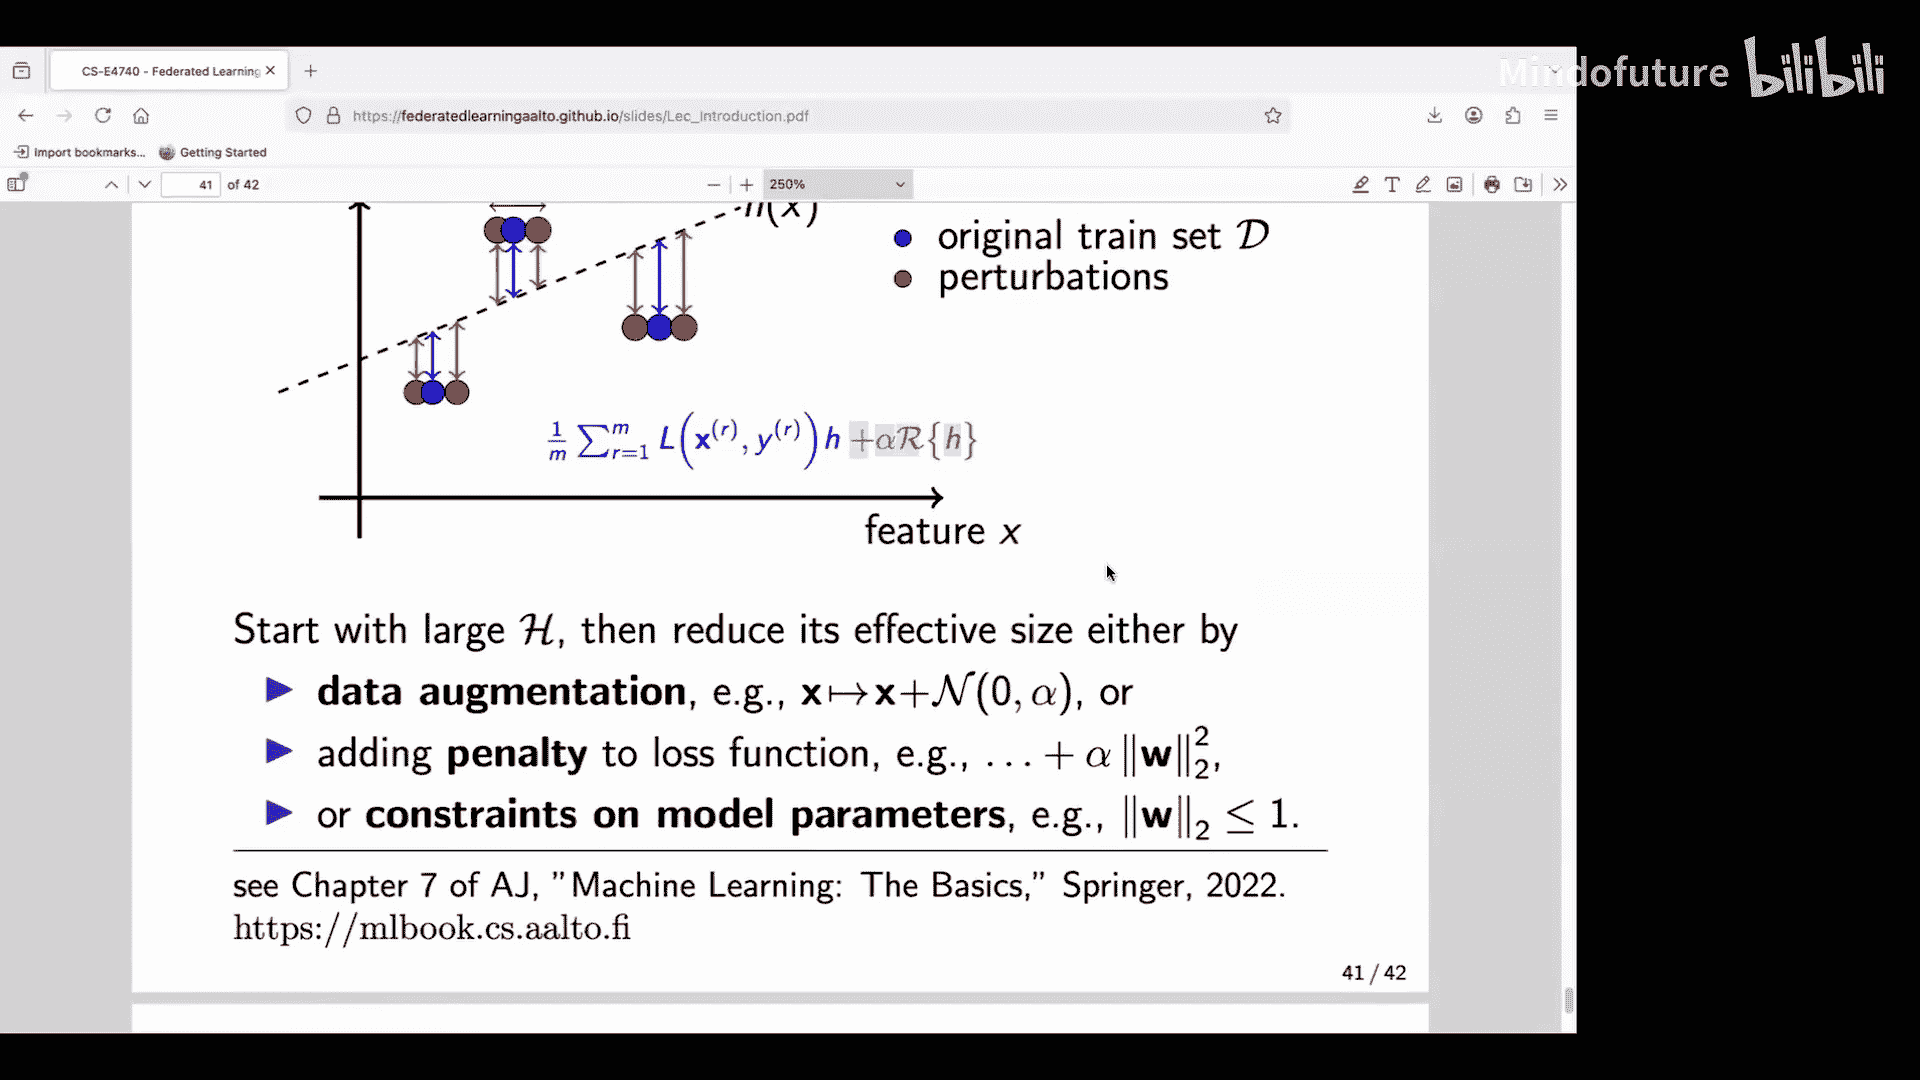 Mindofuture bilibili
CS-E4740 - Federated Learning
https://federatedlearningaalto.github.io/slides/Lec_Introduction.pdf
Import bookmarks... Getting Started
41 of 42
250%
h(x)
original train set 𝒟
perturbations
1/m ∑_{r=1}^{m} L(x^{(r)}, y^{(r)})h +αℛ{h}
feature x
Start with large ℋ, then reduce its effective size either by
▶ data augmentation, e.g., x↦x+𝒩(0, α), or
▶ adding penalty to loss function, e.g., … + α‖w‖₂²,
▶ or constraints on model parameters, e.g., ‖w‖₂ ≤ 1.
see Chapter 7 of AJ, ”Machine Learning: The Basics,” Springer, 2022.
https://mlbook.cs.aalto.fi
41 / 42